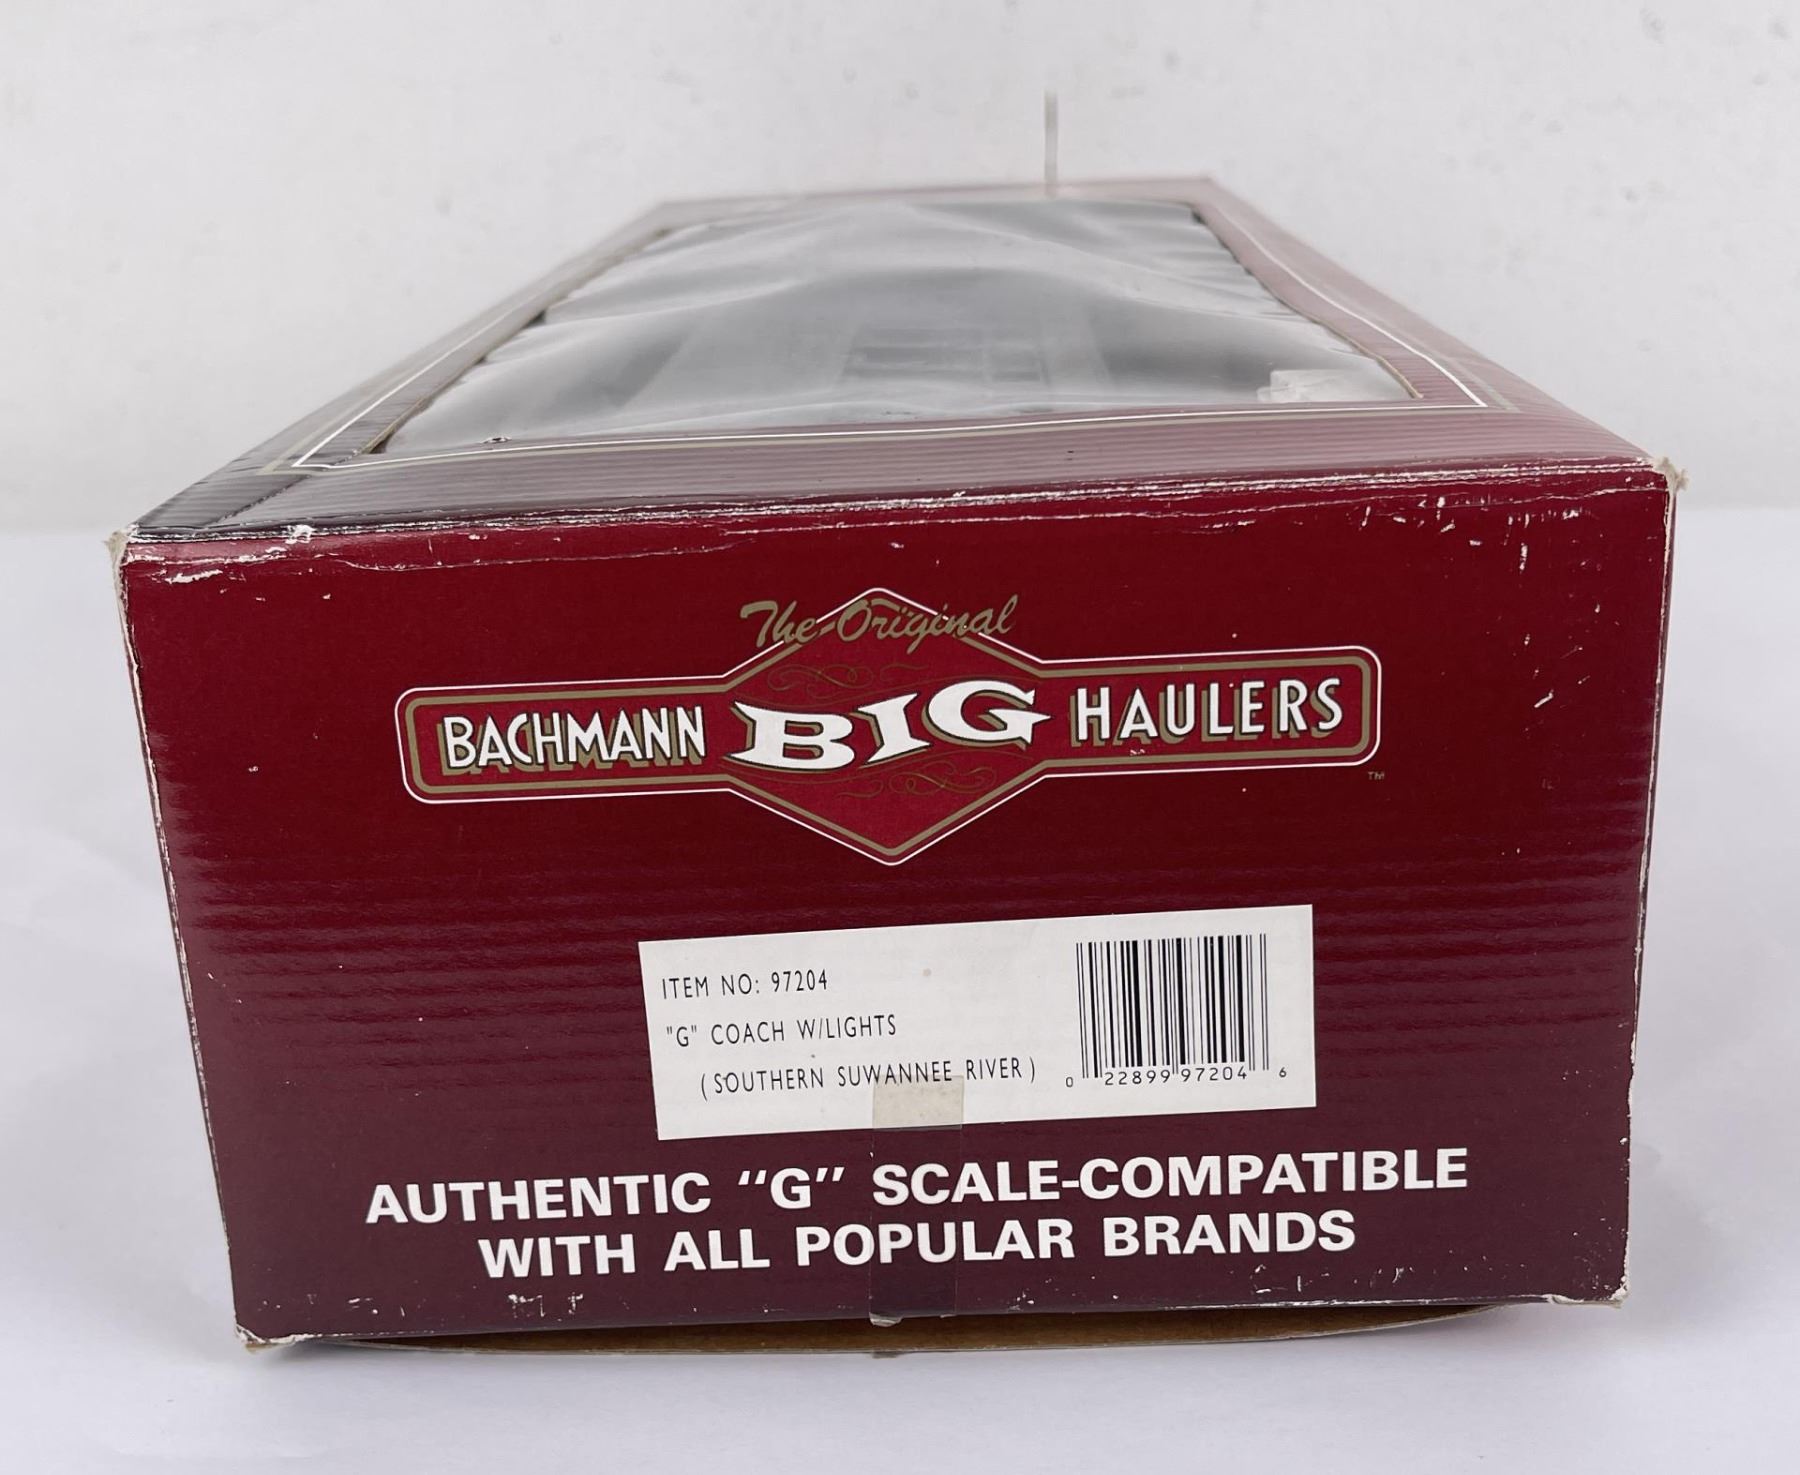 The Original
BACHMANN BIG HAULERS
TM
ITEM NO: 97204
"G" COACH W/LIGHTS
(SOUTHERN SUWANNEE RIVER)
0 22899 97204 6
AUTHENTIC "G" SCALE-COMPATIBLE
WITH ALL POPULAR BRANDS